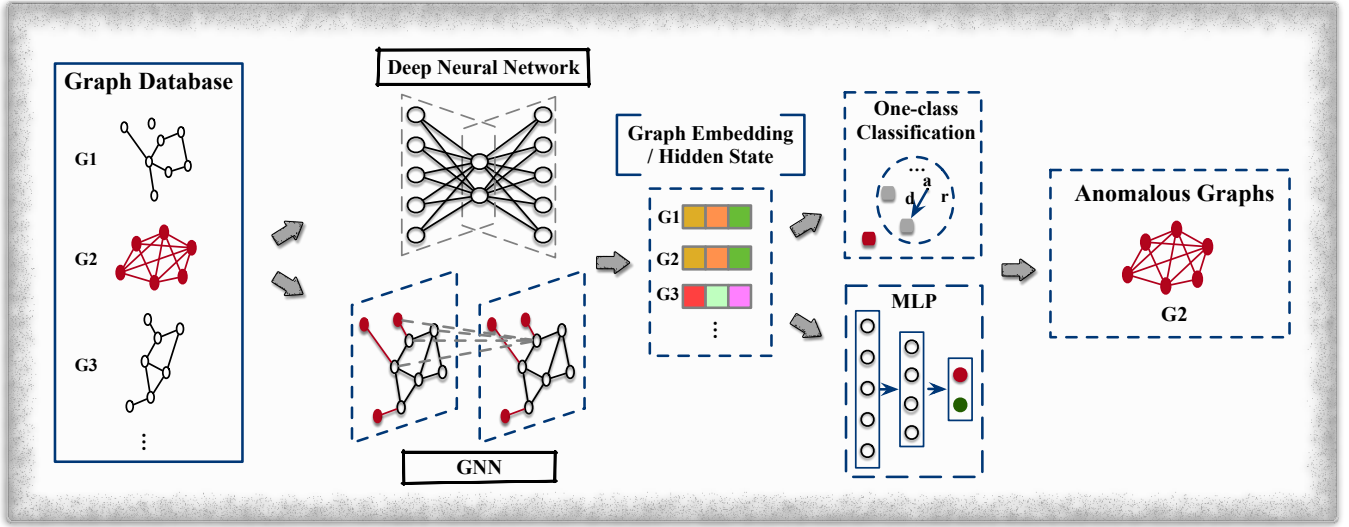 Graph Database
G1
G2
G3
⋮
Deep Neural Network
GNN
Graph Embedding
/ Hidden State
G1
G2
G3
⋮
One-class
Classification
...
a
d
r
MLP
Anomalous Graphs
G2